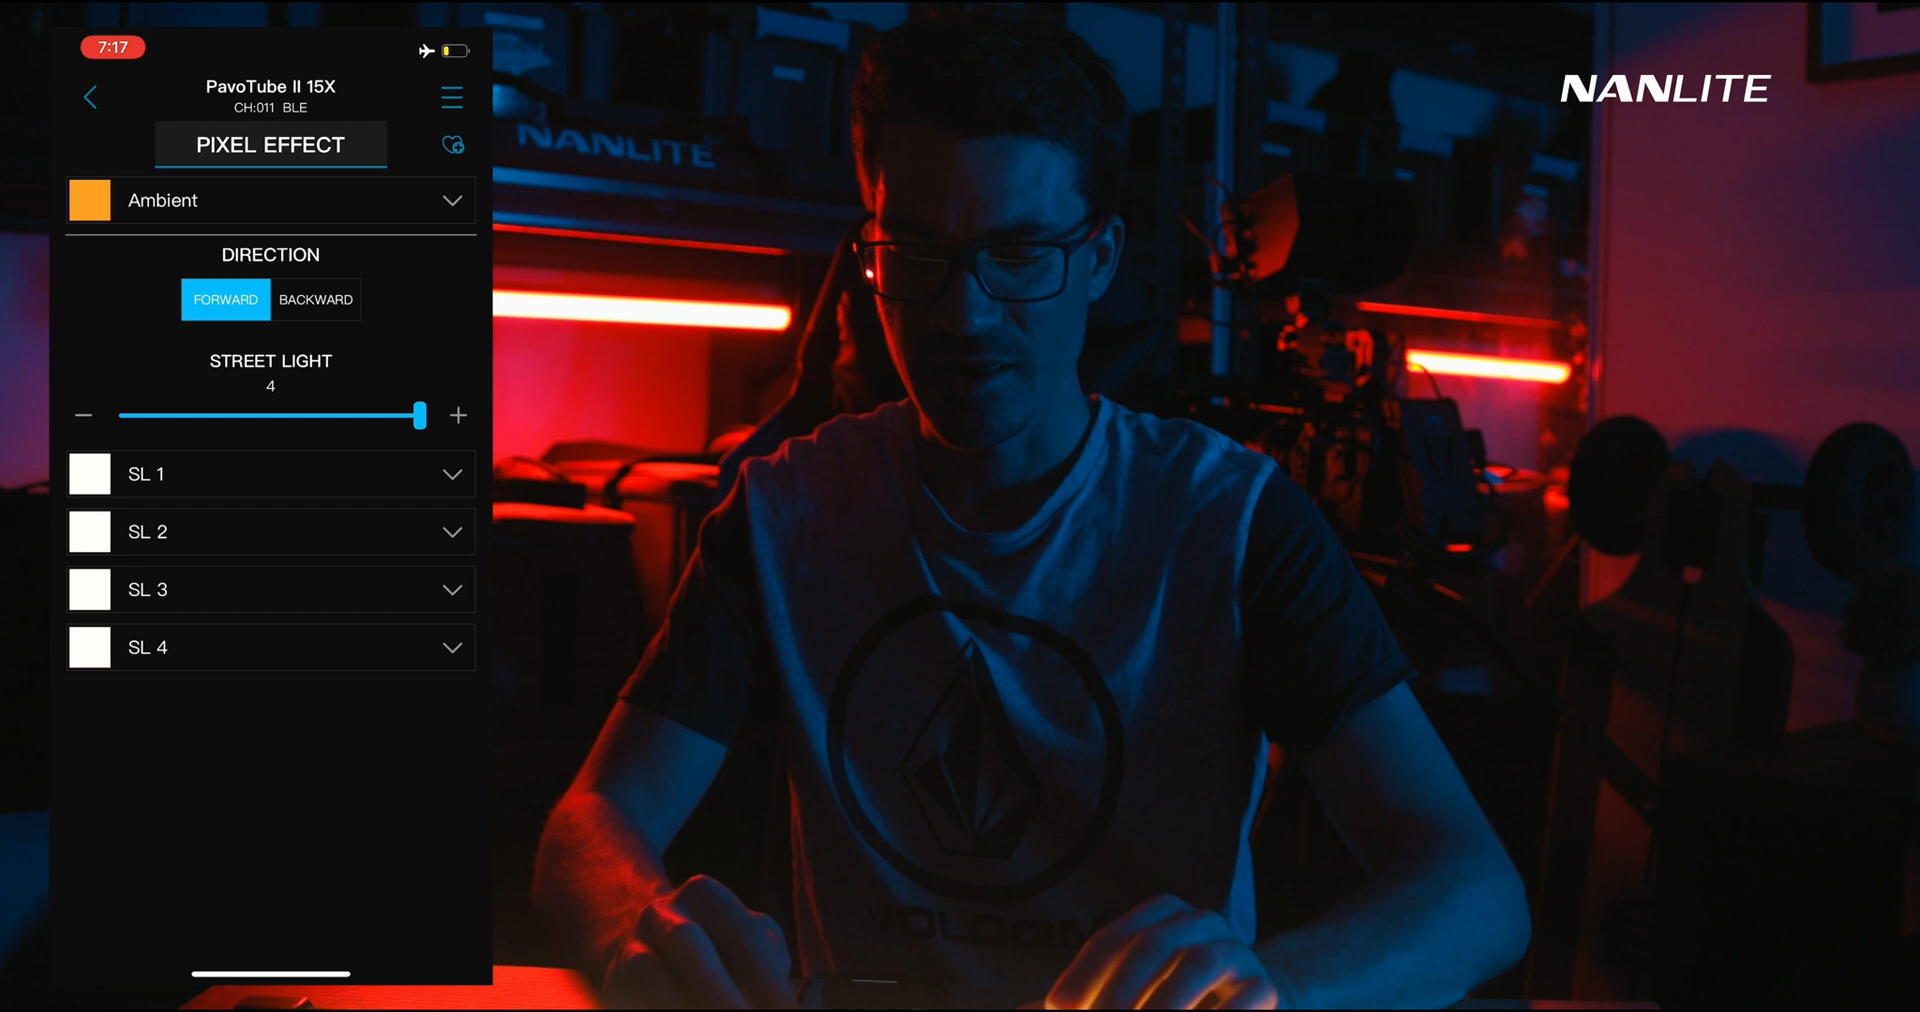 7:17
PavoTube II 15X
CH:011 BLE
PIXEL EFFECT
Ambient
DIRECTION
FORWARD
BACKWARD
STREET LIGHT
4
SL 1
SL 2
SL 3
SL 4
NANLITE
NANLITE
VOLCOM